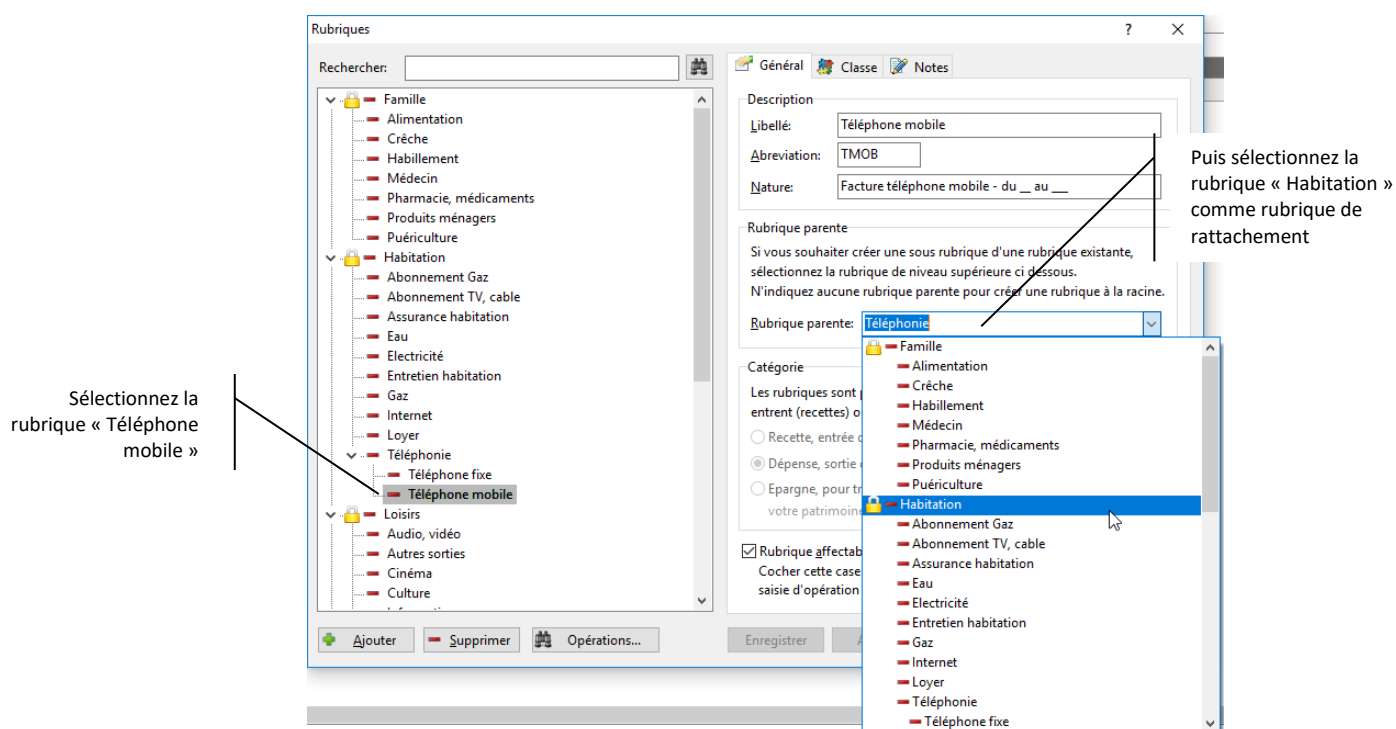 Rubriques
?
Rechercher:
Famille
Alimentation
Crêche
Habillement
Médecin
Pharmacie, médicaments
Produits ménagers
Puériculture
Habitation
Abonnement Gaz
Abonnement TV, cable
Assurance habitation
Eau
Electricité
Entretien habitation
Gaz
Internet
Loyer
Téléphonie
Téléphone fixe
Téléphone mobile
Loisirs
Audio, vidéo
Autres sorties
Cinéma
Culture
Ajouter
Supprimer
Opérations...
Sélectionnez la
rubrique « Téléphone
mobile »
Général
Classe
Notes
Description
Libellé: Téléphone mobile
Abreviation: TMOB
Nature: Facture téléphone mobile - du __ au ___
Rubrique parente
Si vous souhaiter créer une sous rubrique d'une rubrique existante,
sélectionnez la rubrique de niveau supérieure ci dessous.
N'indiquez aucune rubrique parente pour créer une rubrique à la racine.
Rubrique parente: Téléphonie
Famille
Alimentation
Crêche
Habillement
Médecin
Pharmacie, médicaments
Produits ménagers
Puériculture
Habitation
Abonnement Gaz
Abonnement TV, cable
Assurance habitation
Eau
Electricité
Entretien habitation
Gaz
Internet
Loyer
Téléphonie
Téléphone fixe
Catégorie
Les rubriques sont
entrent (recettes) o
Recette, entrée
Dépense, sortie
Epargne, pour tr
votre patrimoine
Rubrique affectab
Cocher cette case
saisie d'opération
Enregistrer
Puis sélectionnez la
rubrique « Habitation »
comme rubrique de
rattachement